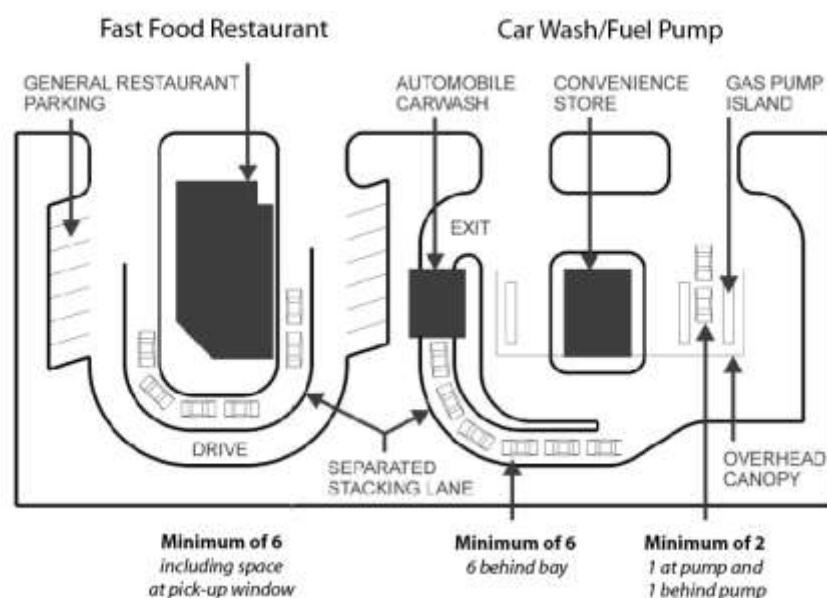 Fast Food Restaurant
Car Wash/Fuel Pump
GENERAL RESTAURANT
PARKING
AUTOMOBILE
CARWASH
CONVENIENCE
STORE
GAS PUMP
ISLAND
EXIT
DRIVE
SEPARATED
STACKING LANE
OVERHEAD
CANOPY
Minimum of 6
including space
at pick-up window
Minimum of 6
6 behind bay
Minimum of 2
1 at pump and
1 behind pump